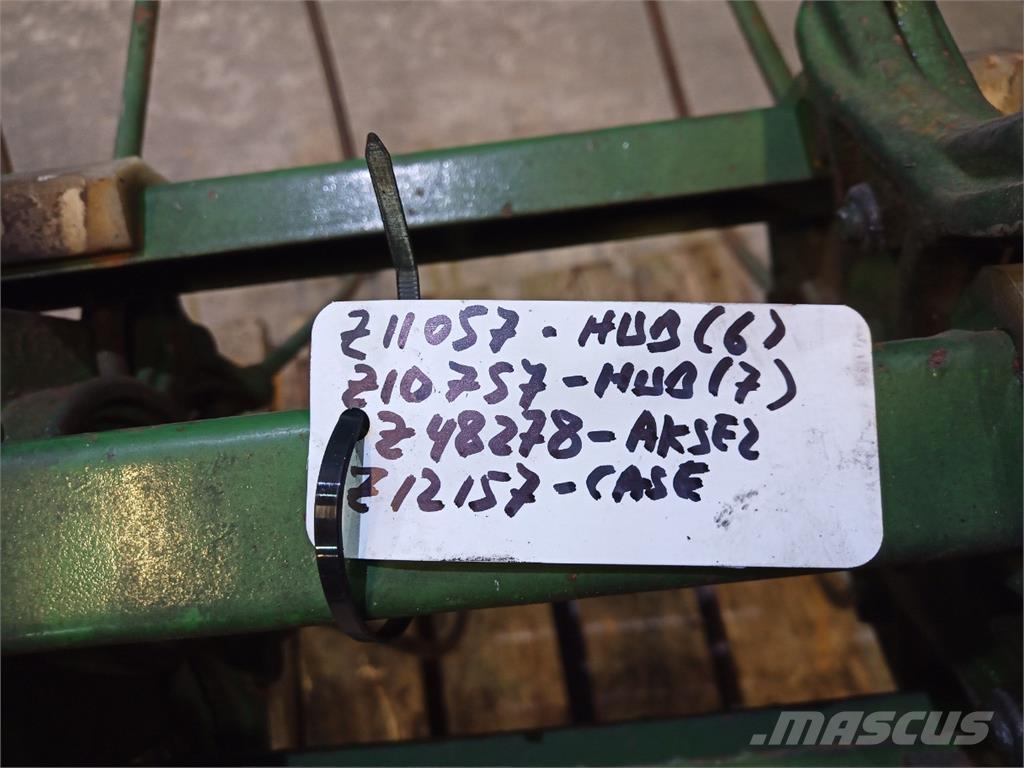 Z11057 - HUB (6)
Z10757 - HUB (7)
Z48278 - AKSEL
Z12157 - CASE
MASCUS